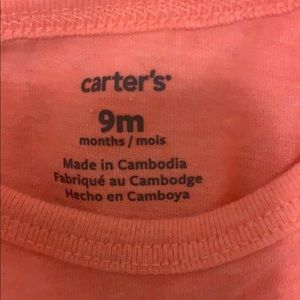 carter's
9m
months / mois
Made in Cambodia
Fabriqué au Cambodge
Hecho en Camboya